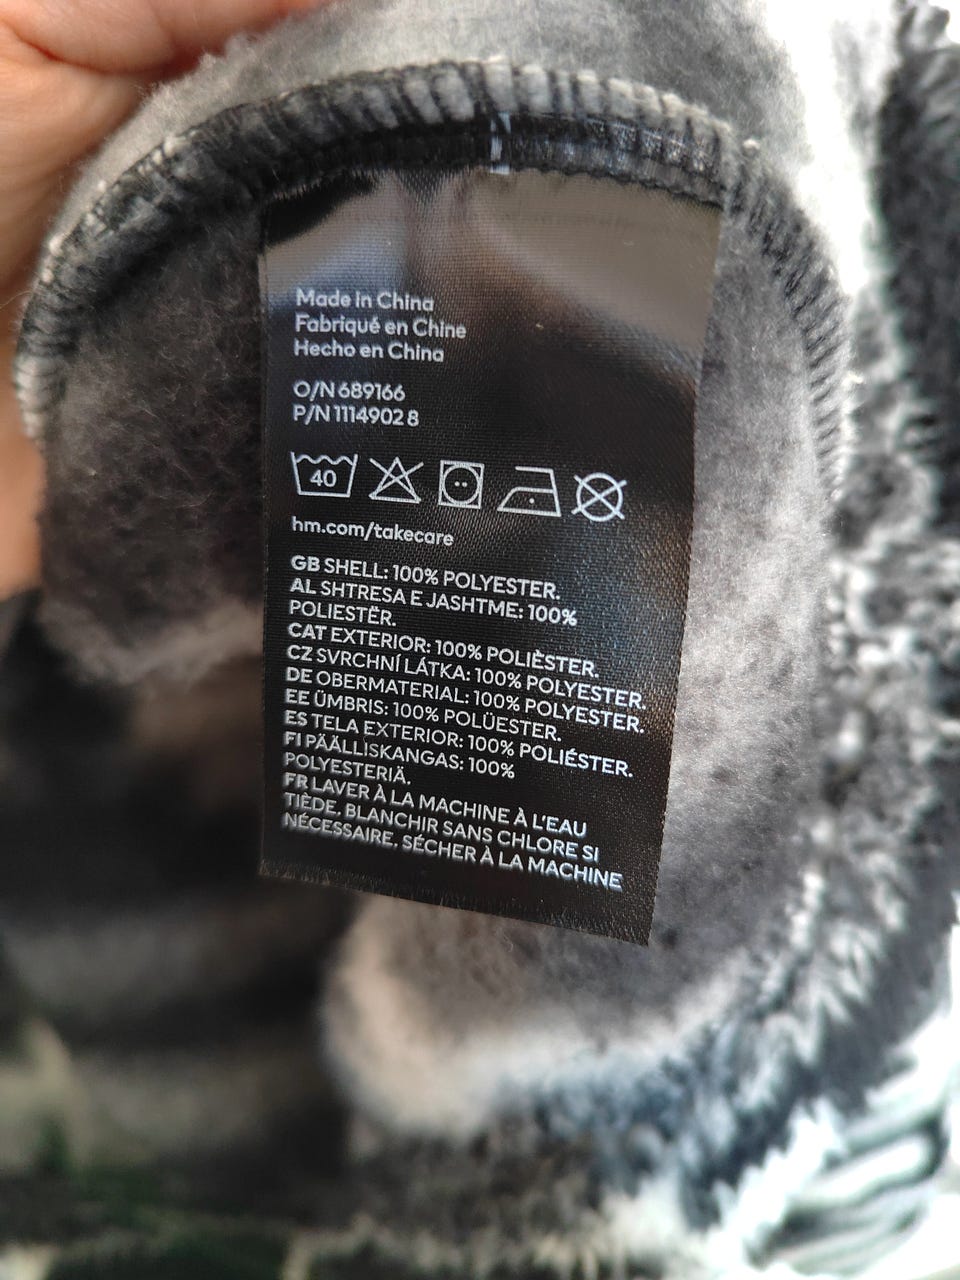 Made in China
Fabriqué en Chine
Hecho en China
O/N 689166
P/N 1114902 8
40
hm.com/takecare
GB SHELL: 100% POLYESTER.
AL SHTRESA E JASHTME: 100%
POLIESTËR.
CAT EXTERIOR: 100% POLIÈSTER.
CZ SVRCHNÍ LÁTKA: 100% POLYESTER.
DE OBERMATERIAL: 100% POLYESTER.
EE ÜMBRIS: 100% POLÜESTER.
ES TELA EXTERIOR: 100% POLIÉSTER.
FI PÄÄLLISKANGAS: 100%
POLYESTERIÄ.
FR LAVER À LA MACHINE À L'EAU
TIÈDE, BLANCHIR SANS CHLORE SI
NÉCESSAIRE, SÉCHER À LA MACHINE